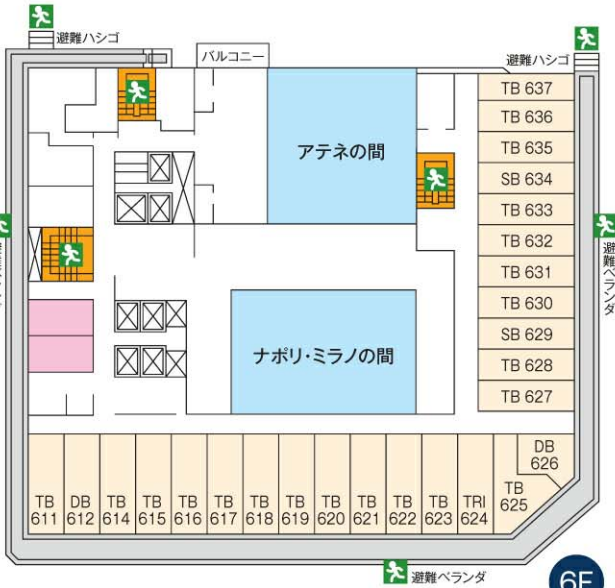 避難ハシゴ
バルコニー
避難ハシゴ
アテネの間
TB 637
TB 636
TB 635
SB 634
TB 633
TB 632
TB 631
TB 630
SB 629
TB 628
TB 627
避難ベランダ
ナポリ・ミラノの間
TB
611
DB
612
TB
614
TB
615
TB
616
TB
617
TB
618
TB
619
TB
620
TB
621
TB
622
TB
623
TRI
624
TB
625
DB
626
避難ベランダ
6F